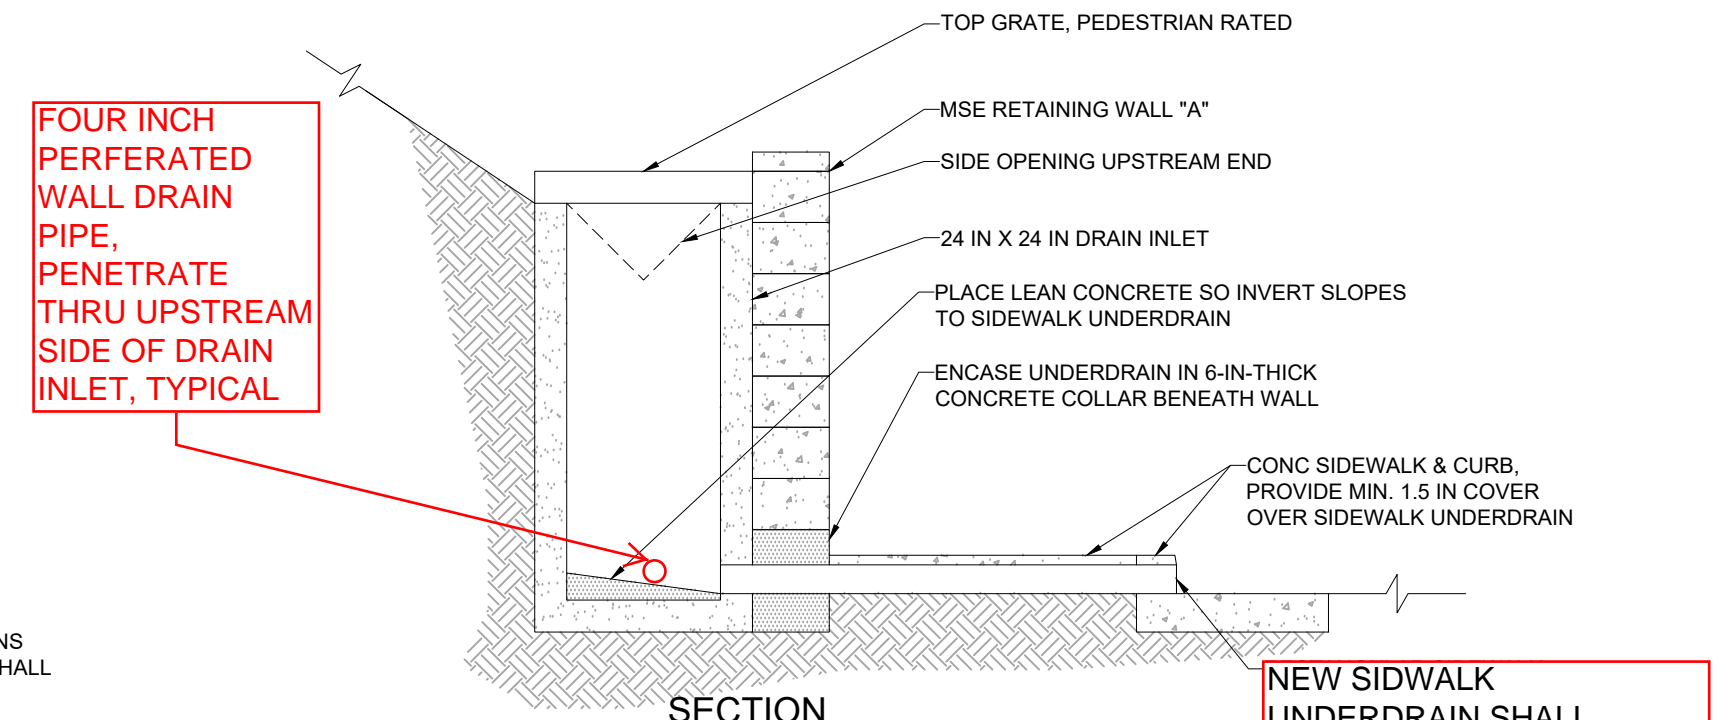 TOP GRATE, PEDESTRIAN RATED
FOUR INCH
PERFERATED
WALL DRAIN
PIPE,
PENETRATE
THRU UPSTREAM
SIDE OF DRAIN
INLET, TYPICAL
MSE RETAINING WALL "A"
SIDE OPENING UPSTREAM END
24 IN X 24 IN DRAIN INLET
PLACE LEAN CONCRETE SO INVERT SLOPES
TO SIDEWALK UNDERDRAIN
ENCASE UNDERDRAIN IN 6-IN-THICK
CONCRETE COLLAR BENEATH WALL
CONC SIDEWALK & CURB,
PROVIDE MIN. 1.5 IN COVER
OVER SIDEWALK UNDERDRAIN
NS
HALL
SECTION
NEW SIDWALK
UNDERDRAIN SHALL